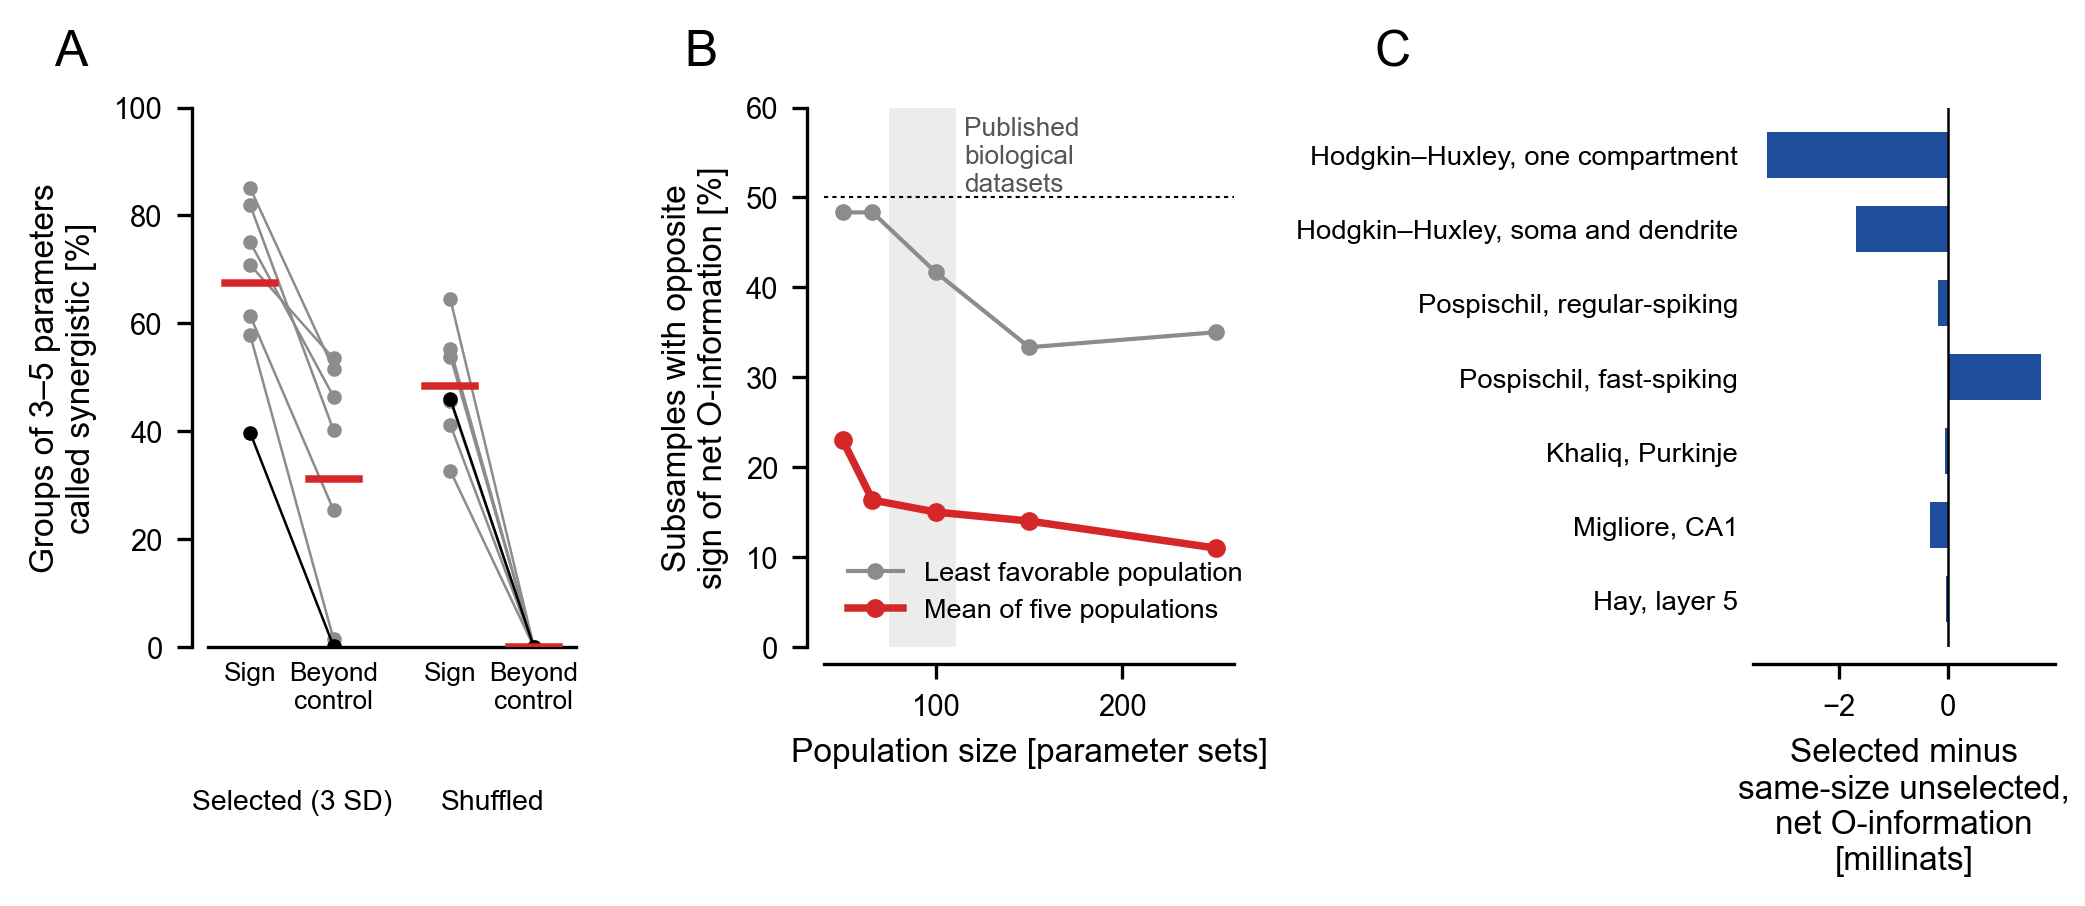 A
Groups of 3–5 parameters
called synergistic [%]
100
80
60
40
20
0
Sign
Beyond
control
Sign
Beyond
control
Selected (3 SD)
Shuffled
B
Subsamples with opposite
sign of net O-information [%]
60
50
40
30
20
10
0
Published
biological
datasets
Least favorable population
Mean of five populations
100
200
Population size [parameter sets]
C
Hodgkin–Huxley, one compartment
Hodgkin–Huxley, soma and dendrite
Pospischil, regular-spiking
Pospischil, fast-spiking
Khaliq, Purkinje
Migliore, CA1
Hay, layer 5
−2
0
Selected minus
same-size unselected,
net O-information
[millinats]